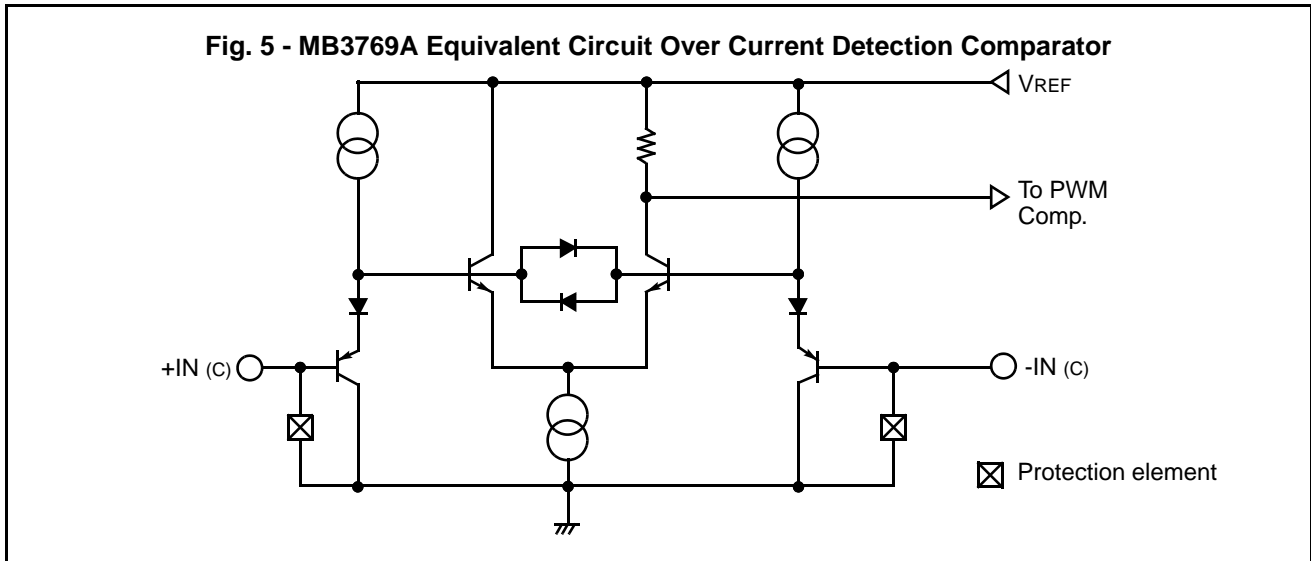 Fig. 5 - MB3769A Equivalent Circuit Over Current Detection Comparator
VREF
To PWM
Comp.
+IN (C)
-IN (C)
Protection element